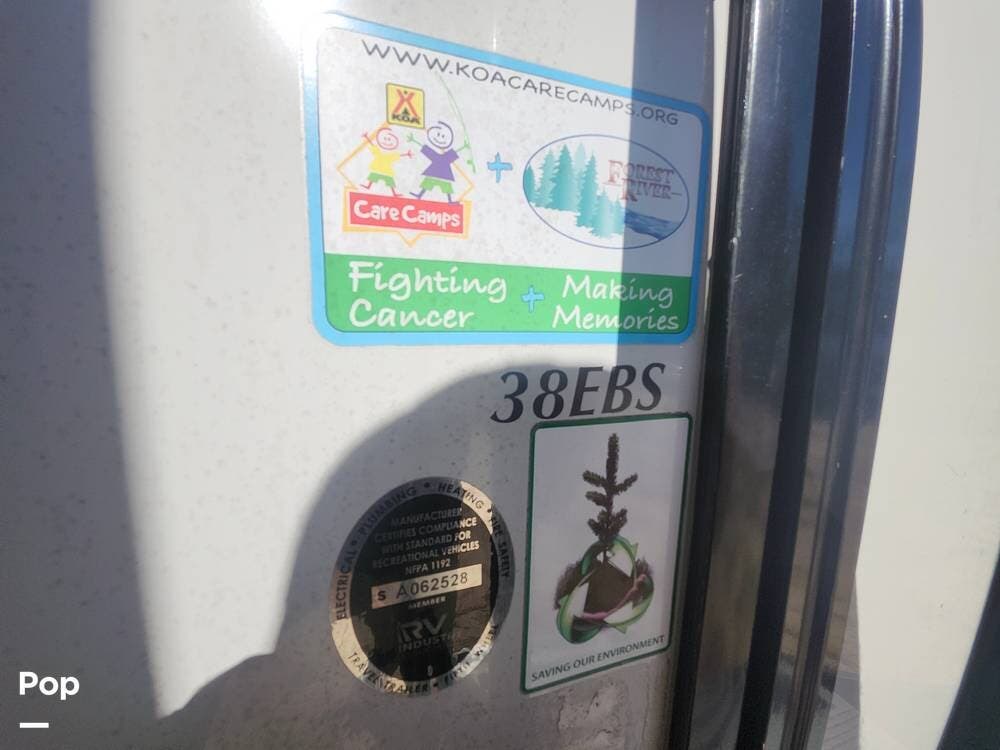 WWW.KOACARECAMPS.ORG
KOA
Care Camps
+
FOREST
RIVER
Fighting
Cancer
+
Making
Memories
38EBS
ELECTRICAL • PLUMBING • HEATING • FIRE SAFETY
MANUFACTURER
CERTIFIES COMPLIANCE
WITH STANDARD FOR
RECREATIONAL VEHICLES
NFPA 1192
S A062528
MEMBER
RV
INDUSTRY
TRAVEL TRAILER • FIFTH WHEEL
SAVING OUR ENVIRONMENT
Pop